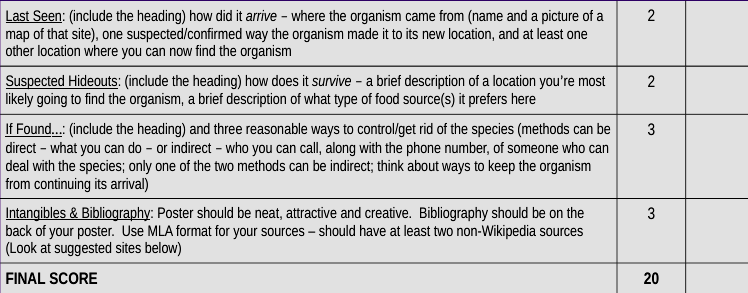 Last Seen: (include the heading) how did it arrive – where the organism came from (name and a picture of a
map of that site), one suspected/confirmed way the organism made it to its new location, and at least one
other location where you can now find the organism
2
Suspected Hideouts: (include the heading) how does it survive – a brief description of a location you're most
likely going to find the organism, a brief description of what type of food source(s) it prefers here
2
If Found...: (include the heading) and three reasonable ways to control/get rid of the species (methods can be
direct – what you can do – or indirect – who you can call, along with the phone number, of someone who can
deal with the species; only one of the two methods can be indirect; think about ways to keep the organism
from continuing its arrival)
3
Intangibles & Bibliography: Poster should be neat, attractive and creative. Bibliography should be on the
back of your poster. Use MLA format for your sources – should have at least two non-Wikipedia sources
(Look at suggested sites below)
3
FINAL SCORE
20